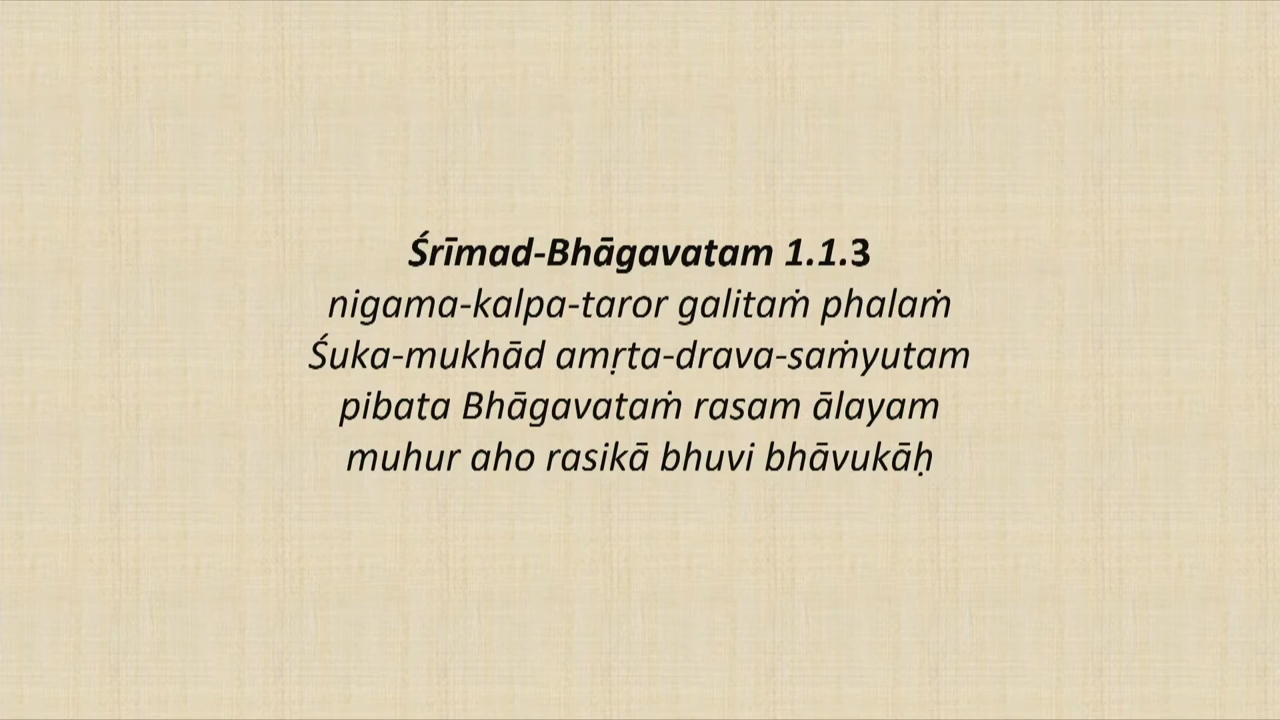 Śrīmad-Bhāgavatam 1.1.3
nigama-kalpa-taror galitaṁ phalaṁ
Śuka-mukhād amṛta-drava-saṁyutam
pibata Bhāgavataṁ rasam ālayam
muhur aho rasikā bhuvi bhāvukāḥ